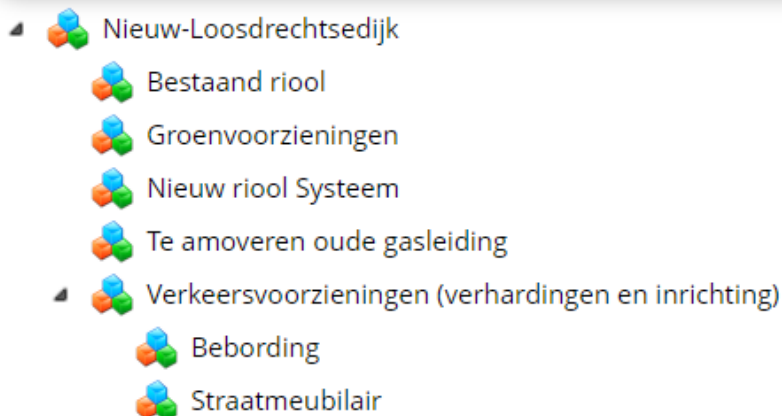 Nieuw-Loosdrechtsedijk
Bestaand riool
Groenvoorzieningen
Nieuw riool Systeem
Te amoveren oude gasleiding
Verkeersvoorzieningen (verhardingen en inrichting)
Bebording
Straatmeubilair